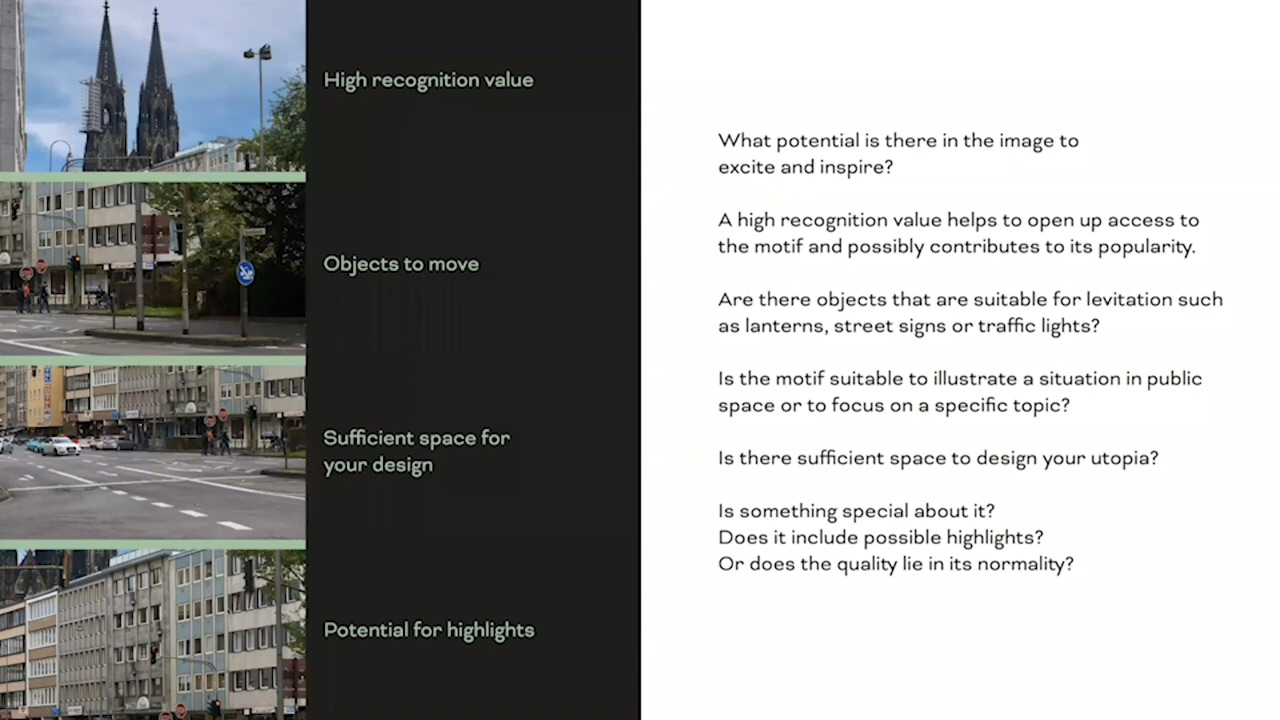 High recognition value
Objects to move
Sufficient space for
your design
Potential for highlights
What potential is there in the image to
excite and inspire?
A high recognition value helps to open up access to
the motif and possibly contributes to its popularity.
Are there objects that are suitable for levitation such
as lanterns, street signs or traffic lights?
Is the motif suitable to illustrate a situation in public
space or to focus on a specific topic?
Is there sufficient space to design your utopia?
Is something special about it?
Does it include possible highlights?
Or does the quality lie in its normality?